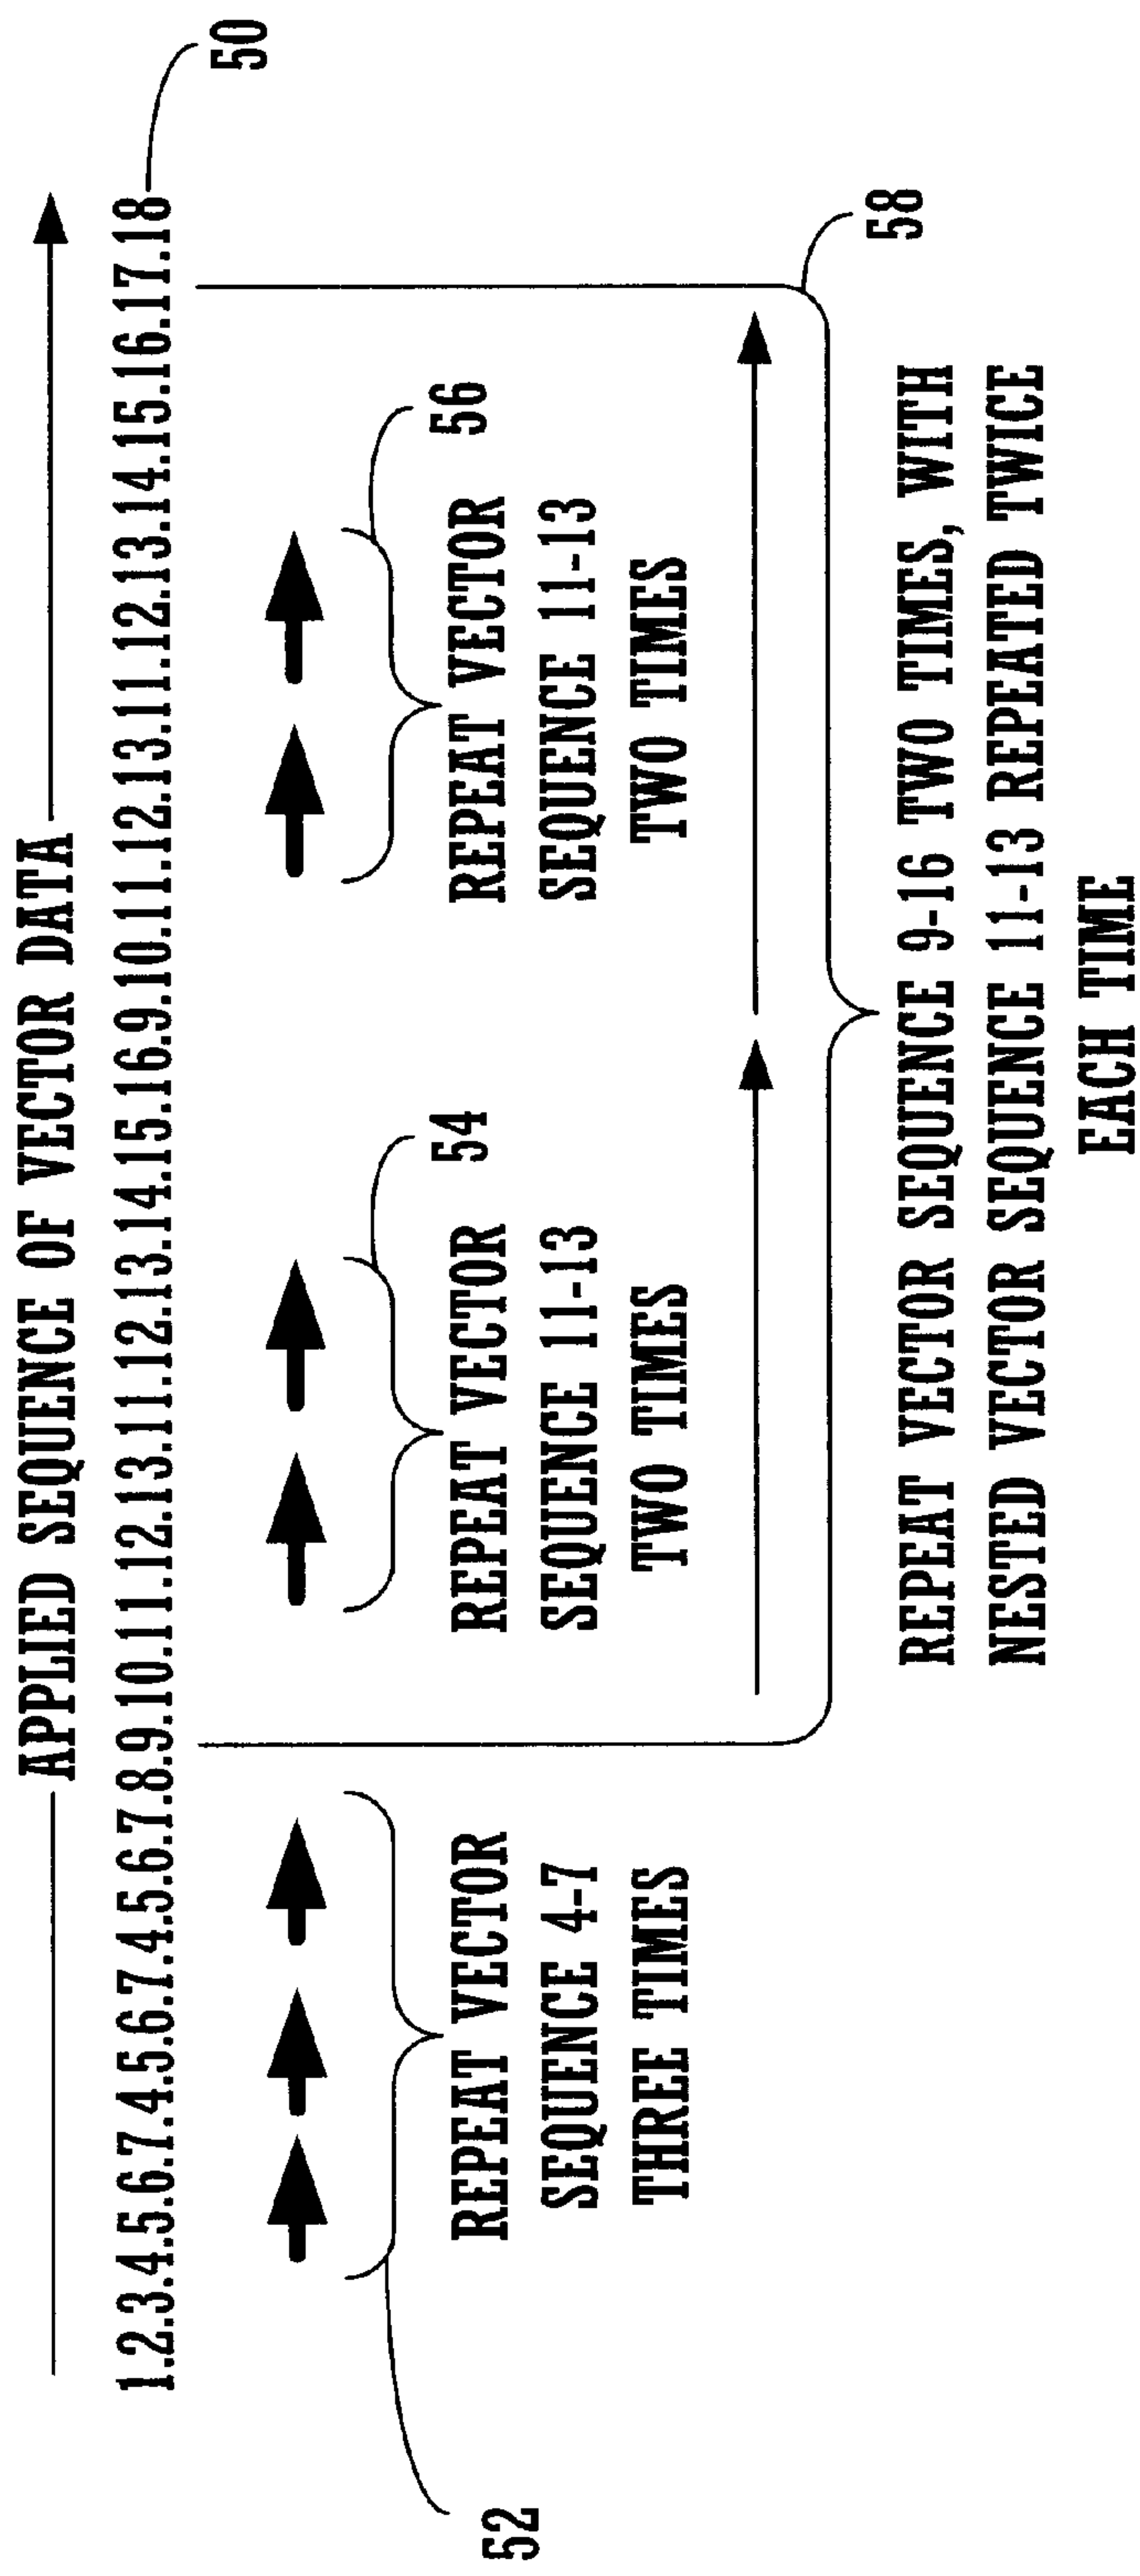 APPLIED SEQUENCE OF VECTOR DATA
1.2.3.4.5.6.7.4.5.6.7.4.5.6.7.8.9.10.11.12.13.11.12.13.14.15.16.9.10.11.12.13.11.12.13.14.15.16.17.18
50
52
REPEAT VECTOR
SEQUENCE 4-7
THREE TIMES
54
REPEAT VECTOR
SEQUENCE 11-13
TWO TIMES
56
REPEAT VECTOR
SEQUENCE 11-13
TWO TIMES
58
REPEAT VECTOR SEQUENCE 9-16 TWO TIMES, WITH
NESTED VECTOR SEQUENCE 11-13 REPEATED TWICE
EACH TIME